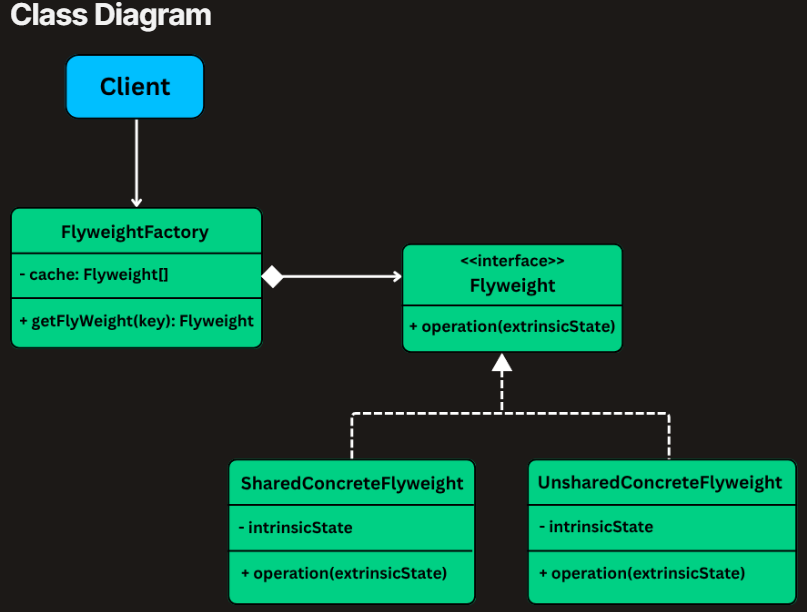 Class Diagram
Client
FlyweightFactory
- cache: Flyweight[]
+ getFlyWeight(key): Flyweight
<<interface>>
Flyweight
+ operation(extrinsicState)
SharedConcreteFlyweight
- intrinsicState
+ operation(extrinsicState)
UnsharedConcreteFlyweight
- intrinsicState
+ operation(extrinsicState)